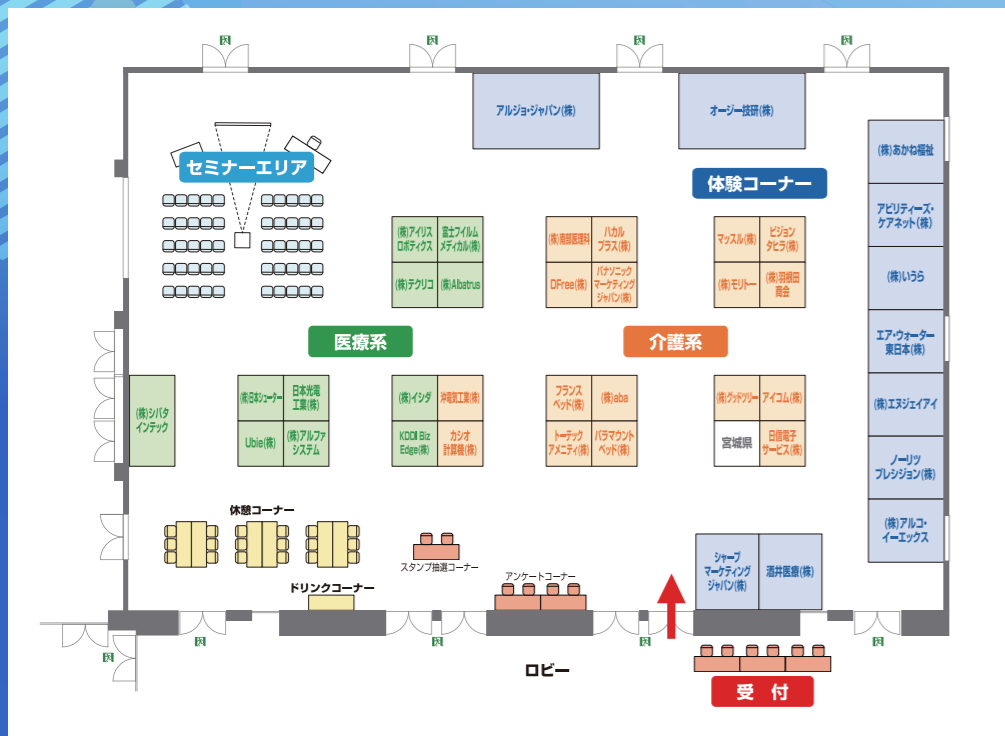 アルジョ・ジャパン(株)
オージー技研(株)
セミナーエリア
体験コーナー
(株)あかね福祉
アビリティーズ・
ケアネット(株)
(株)いうら
エア・ウォーター
東日本(株)
(株)エヌジェイアイ
ノーリツ
プレシジョン(株)
(株)アルコ・
イーエックス
(株)アイリス
ロボティクス
富士フイルム
メディカル(株)
(株)テクリコ
(株)Albatrus
(株)南部医理科
ハカル
プラス(株)
DFree(株)
パナソニック
マーケティング
ジャパン(株)
マッスル(株)
ビジョン
タヒラ(株)
(株)モリトー
(株)羽根田
商会
医療系
介護系
(株)シバタ
インテック
(株)日本シューター
日本光電
工業(株)
Ubie(株)
(株)アルファ
システム
(株)イシダ
沖電気工業(株)
KDDI Biz
Edge(株)
カシオ
計算機(株)
フランス
ベッド(株)
(株)aba
トーテック
アメニティ(株)
パラマウント
ベッド(株)
(株)グッドツリー
アイコム(株)
宮城県
日信電子
サービス(株)
休憩コーナー
スタンプ抽選コーナー
ドリンクコーナー
アンケートコーナー
シャープ
マーケティング
ジャパン(株)
酒井医療(株)
ロビー
受付